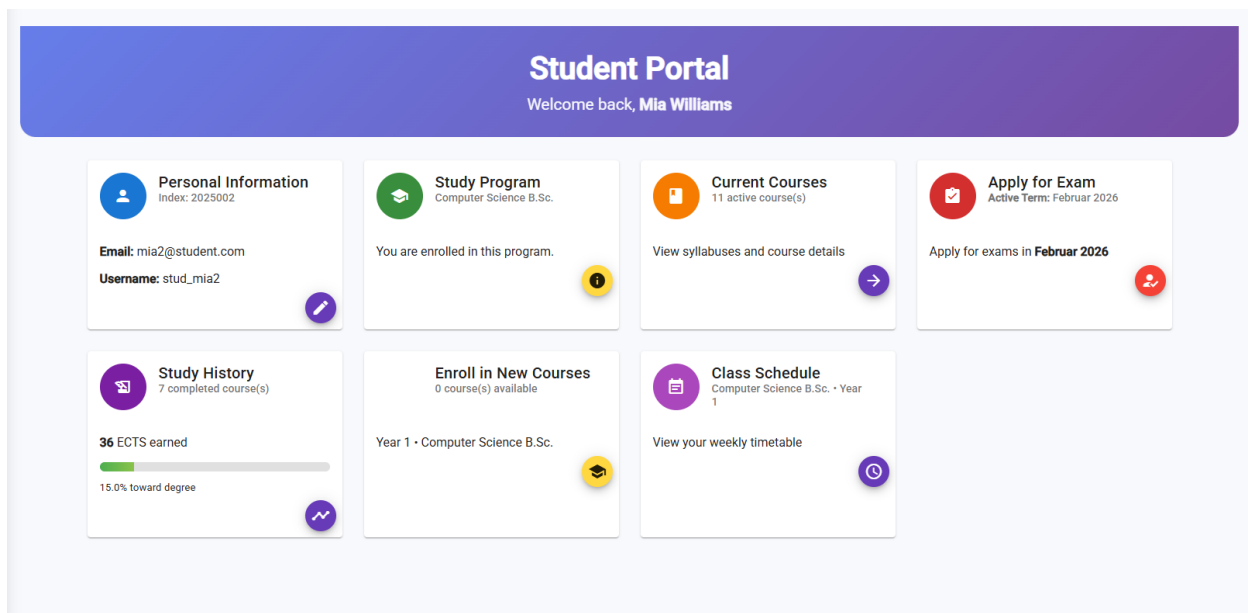 Student Portal
Welcome back, Mia Williams
Personal Information
Index: 2025002
Email: mia2@student.com
Username: stud_mia2
Study Program
Computer Science B.Sc.
You are enrolled in this program.
Current Courses
11 active course(s)
View syllabuses and course details
Apply for Exam
Active Term: Februar 2026
Apply for exams in Februar 2026
Study History
7 completed course(s)
36 ECTS earned
15.0% toward degree
Enroll in New Courses
0 course(s) available
Year 1 • Computer Science B.Sc.
Class Schedule
Computer Science B.Sc. • Year
1
View your weekly timetable